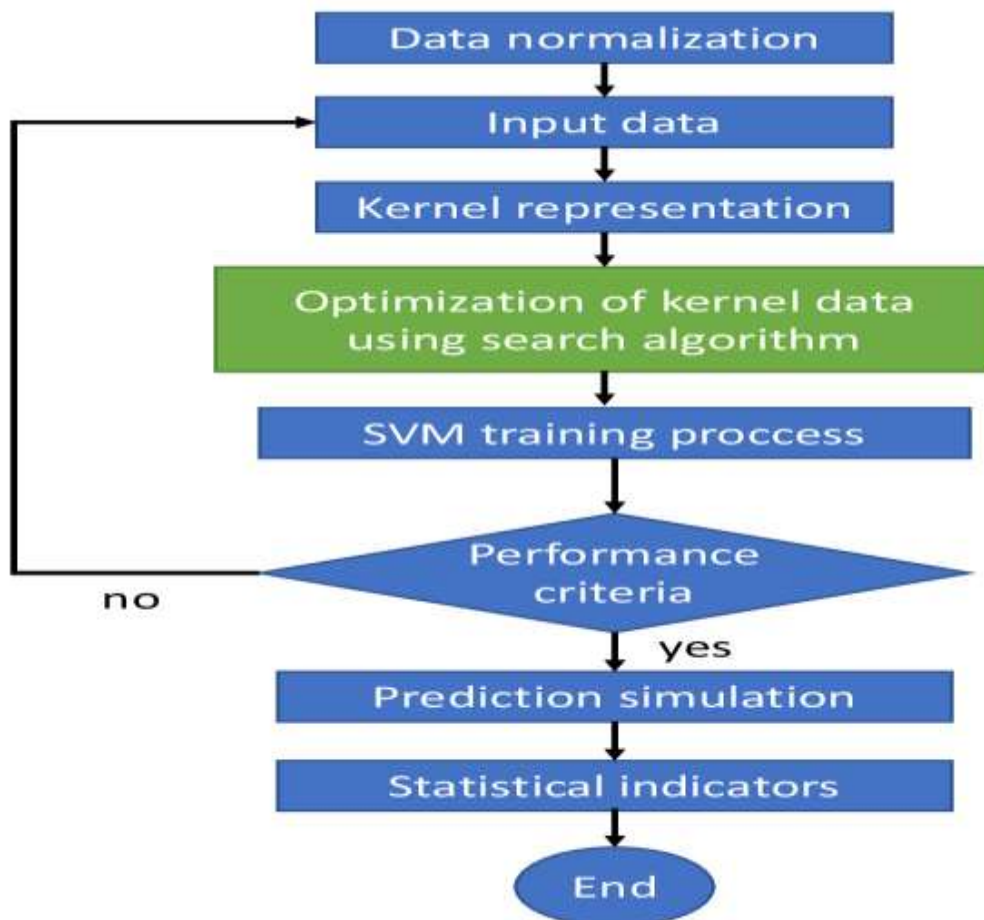 Data normalization
Input data
Kernel representation
Optimization of kernel data
using search algorithm
SVM training proccess
Performance
criteria
no
yes
Prediction simulation
Statistical indicators
End